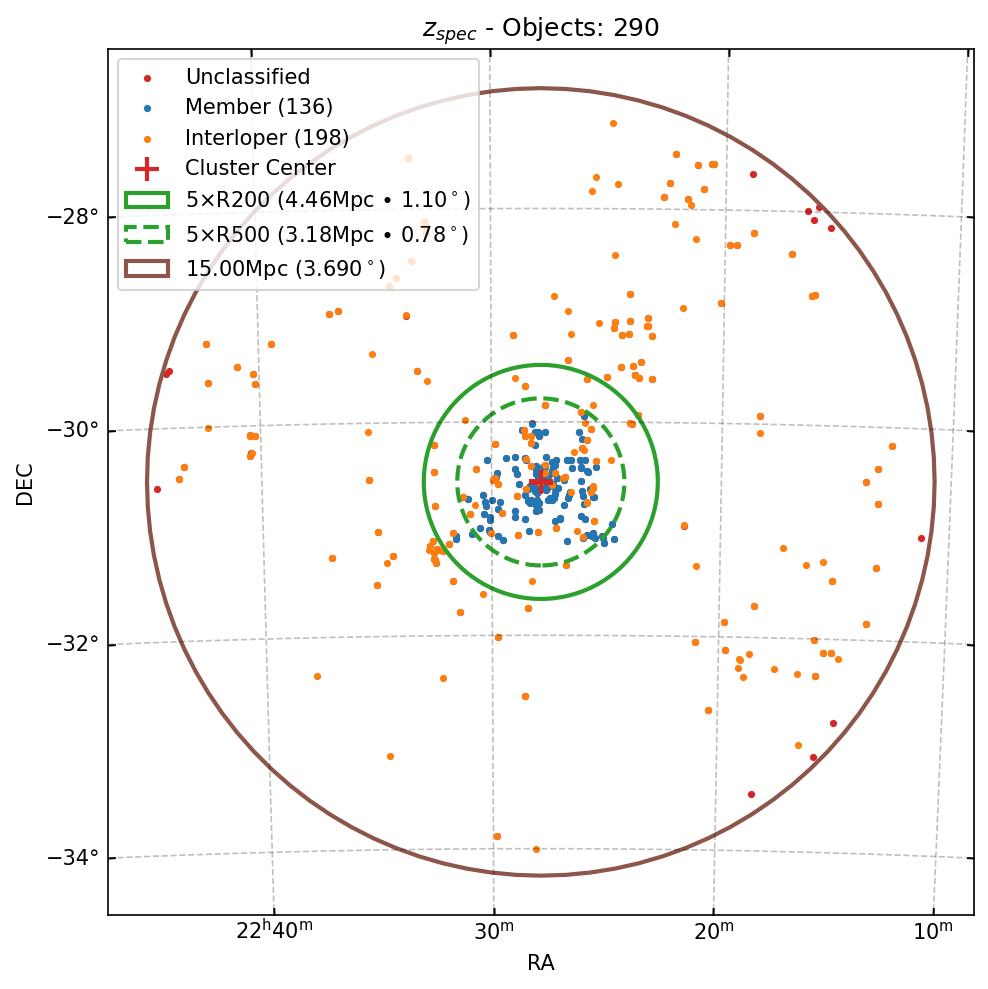 z_spec - Objects: 290
Unclassified
Member (136)
Interloper (198)
Cluster Center
5×R200 (4.46Mpc • 1.10°)
5×R500 (3.18Mpc • 0.78°)
15.00Mpc (3.690°)
−28°
−30°
−32°
−34°
DEC
22ʰ40ᵐ 30ᵐ 20ᵐ 10ᵐ
RA